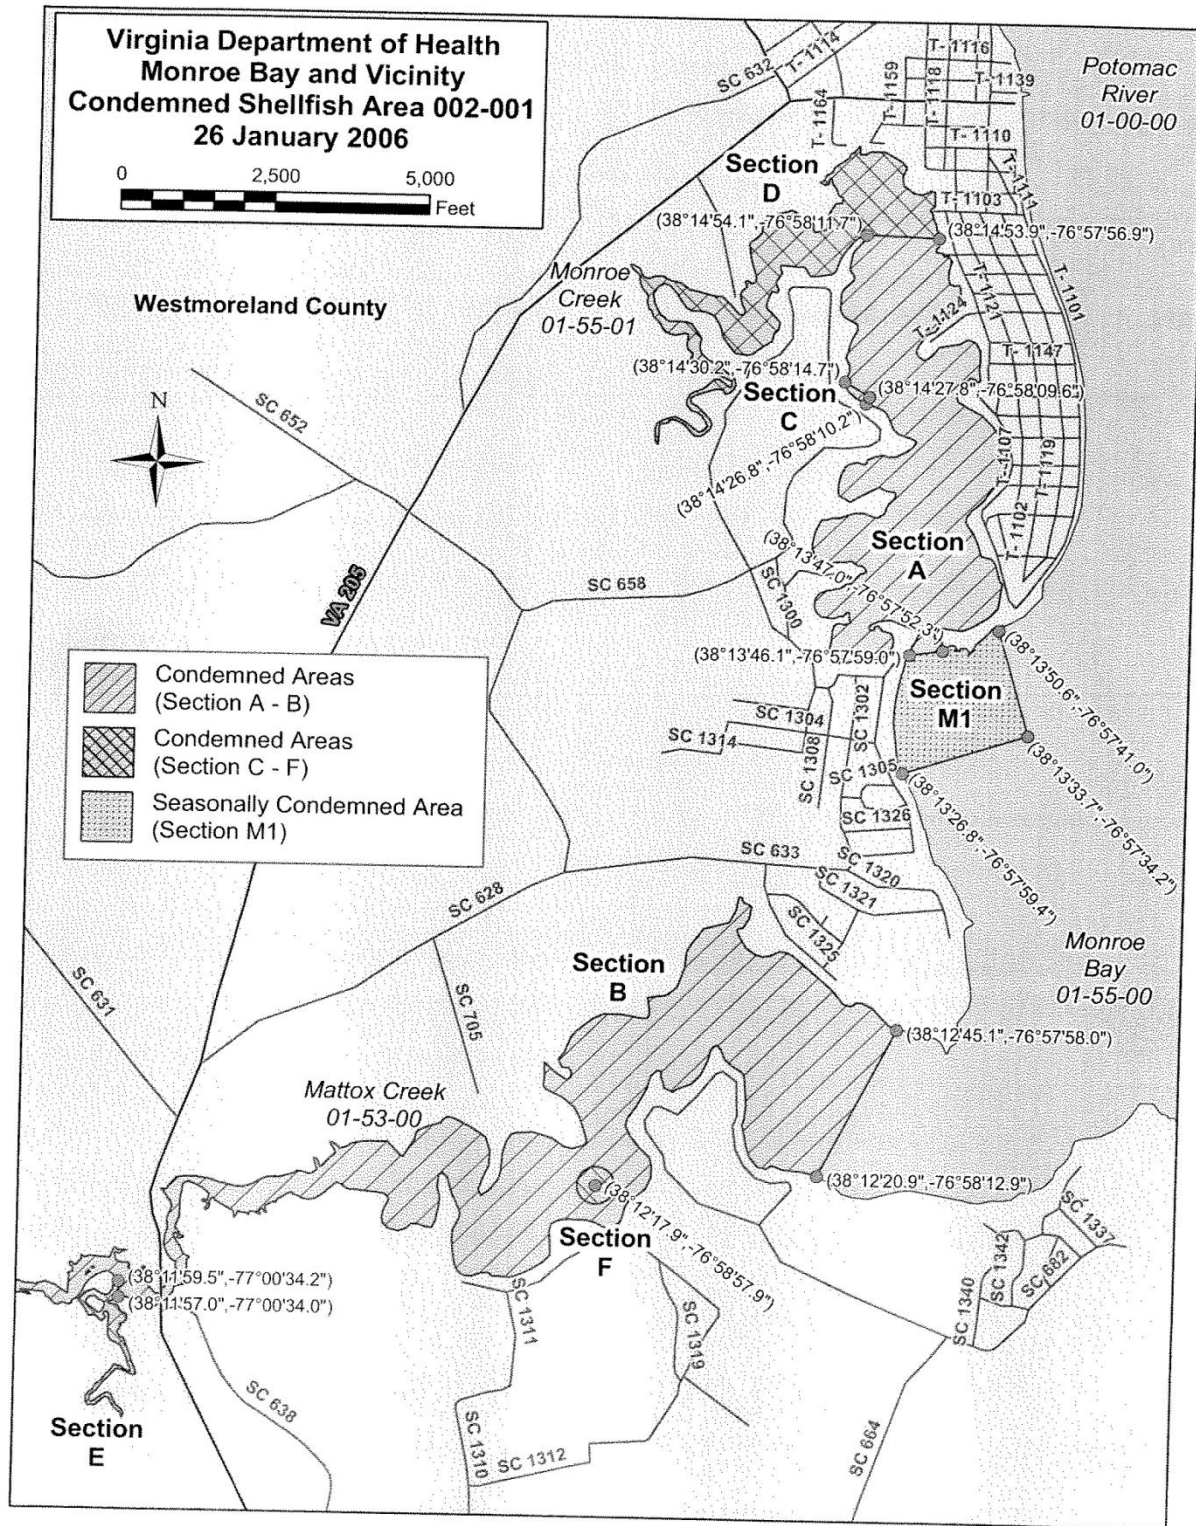 Virginia Department of Health
Monroe Bay and Vicinity
Condemned Shellfish Area 002-001
26 January 2006
0
2,500
5,000
Feet
Potomac
River
01-00-00
SC 632
T- 1114
T- 1164
T- 1159
T- 1118
T- 1116
T- 1139
T- 1110
T- 1111
T- 1103
Section
D
(38°14'54.1",-76°58'11.7")
(38°14'53.9",-76°57'56.9")
Monroe
Creek
01-55-01
Westmoreland County
T- 1101
T- 1121
T- 1124
T- 1147
(38°14'30.2",-76°58'14.7")
(38°14'27.8",-76°58'09.6")
Section
C
(38°14'26.8",-76°58'10.2")
SC 652
N
T- 1107
T- 1119
T- 1102
Section
A
(38°13'47.0",-76°57'52.3")
VA 205
SC 658
SC 1300
(38°13'46.1",-76°57'59.0")
(38°13'50.6",-76°57'41.0")
Section
M1
(38°13'33.7",-76°57'34.2")
(38°13'26.8",-76°57'59.4")
Condemned Areas
(Section A - B)
Condemned Areas
(Section C - F)
Seasonally Condemned Area
(Section M1)
SC 1302
SC 1304
SC 1314
SC 1308
SC 1305
SC 1326
SC 633
SC 1320
SC 1321
SC 1325
SC 628
SC 631
SC 705
Section
B
Monroe
Bay
01-55-00
(38°12'45.1",-76°57'58.0")
Mattox Creek
01-53-00
(38°12'20.9",-76°58'12.9")
(38°12'17.9",-76°58'57.9")
Section
F
SC 1337
SC 1342
SC 682
SC 1340
(38°11'59.5",-77°00'34.2")
(38°11'57.0",-77°00'34.0")
SC 1311
SC 1319
SC 638
Section
E
SC 1310
SC 1312
SC 664